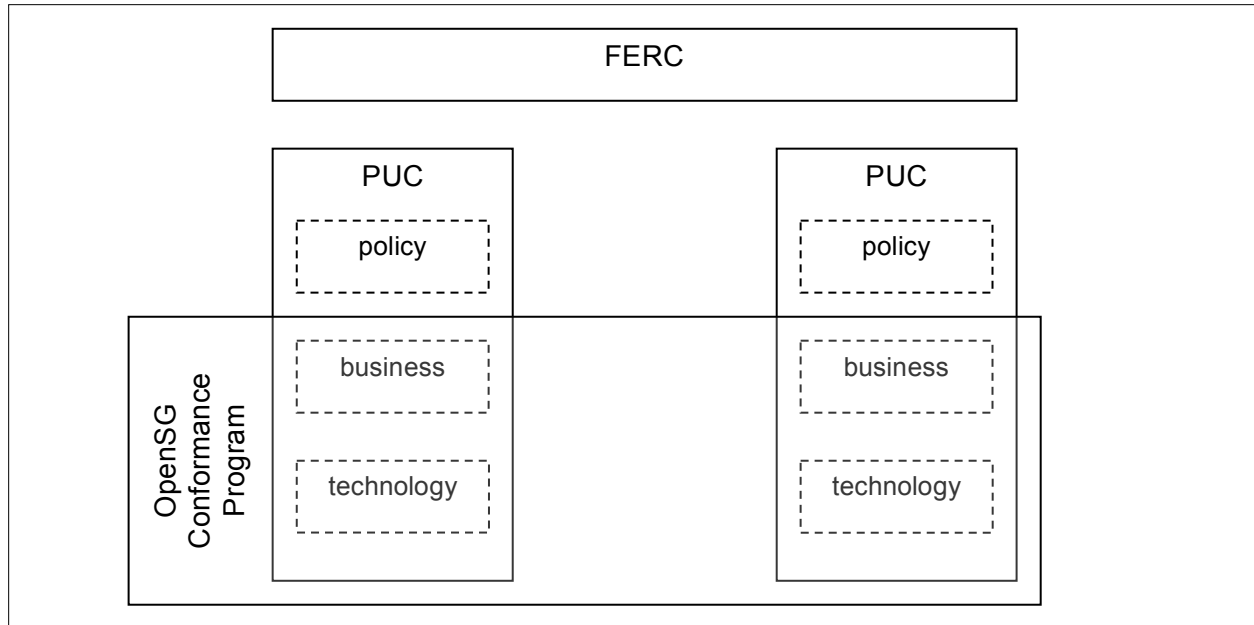 FERC
PUC
PUC
policy
policy
OpenSG
Conformance
Program
business
business
technology
technology